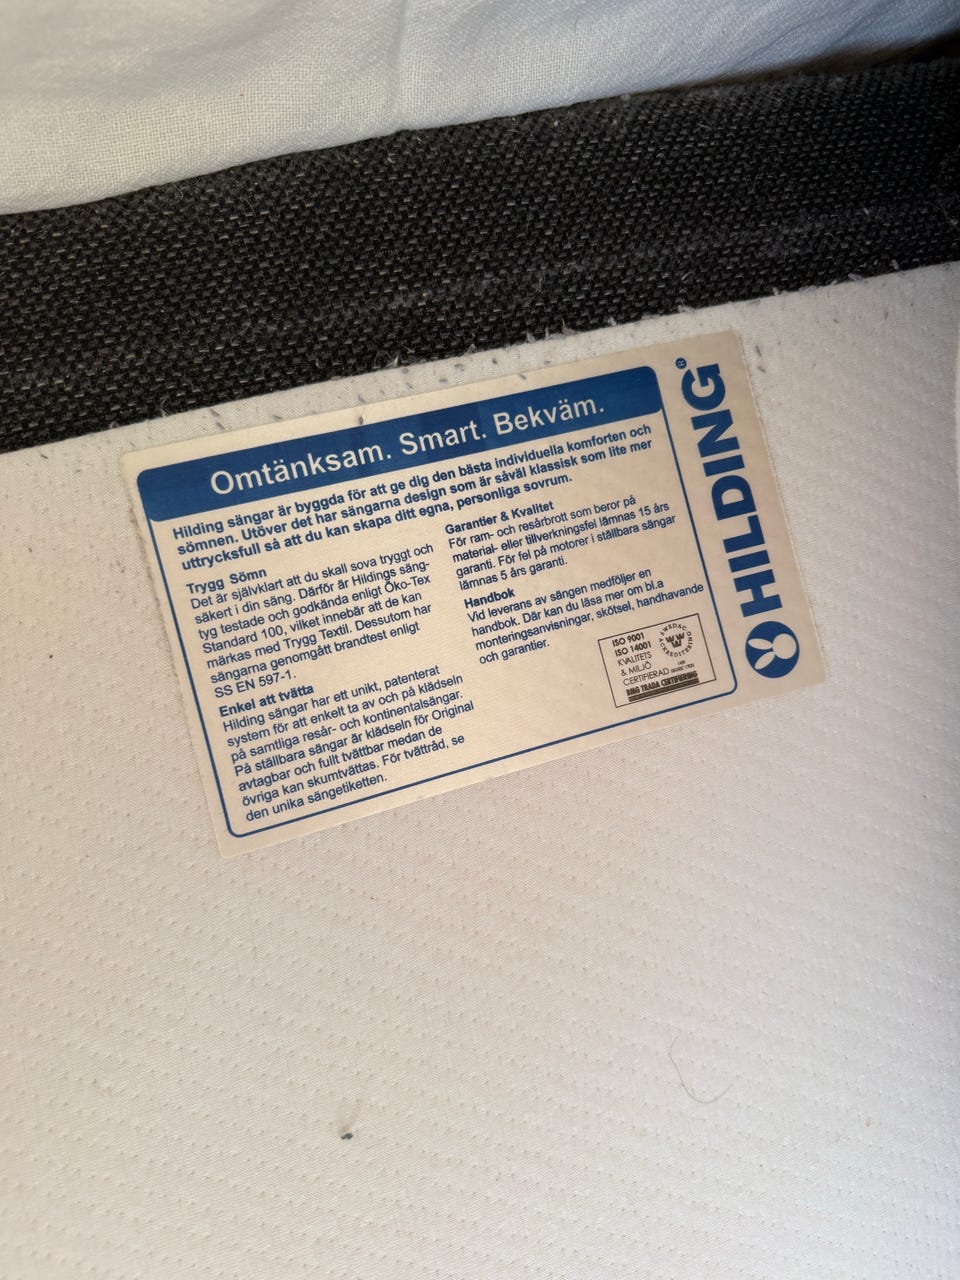 Omtänksam. Smart. Bekväm.
Hilding sängar är byggda för att ge dig den bästa individuella komforten och
sömnen. Utöver det har sängarna design som är såväl klassisk som lite mer
uttrycksfull så att du kan skapa ditt egna, personliga sovrum.
Trygg Sömn
Det är självklart att du skall sova tryggt och
säkert i din säng. Därför är Hildings säng-
tyg testade och godkända enligt Öko-Tex
Standard 100, vilket innebär att de kan
märkas med Trygg Textil. Dessutom har
sängarna genomgått brandtest enligt
SS EN 597-1.
Enkel att tvätta
Hilding sängar har ett unikt, patenterat
system för att enkelt ta av och på klädseln
på samtliga resår- och kontinentalsängar.
På ställbara sängar är klädseln för Original
avtagbar och fullt tvättbar medan de
övriga kan skumtvättas. För tvättråd, se
den unika sängetiketten.
Garantier & Kvalitet
För ram- och resårbrott som beror på
material- eller tillverkningsfel lämnas 15 års
garanti. För fel på motorer i ställbara sängar
lämnas 5 års garanti.
Handbok
Vid leverans av sängen medföljer en
handbok. Där kan du läsa mer om bl.a
monteringsanvisningar, skötsel, handhavande
och garantier.
ISO 9001
ISO 14001
KVALITETS
& MILJÖ
CERTIFIERAD
BMG TRADA CERTIFIERING
SWEDAC
ACKREDITERING
HILDING®